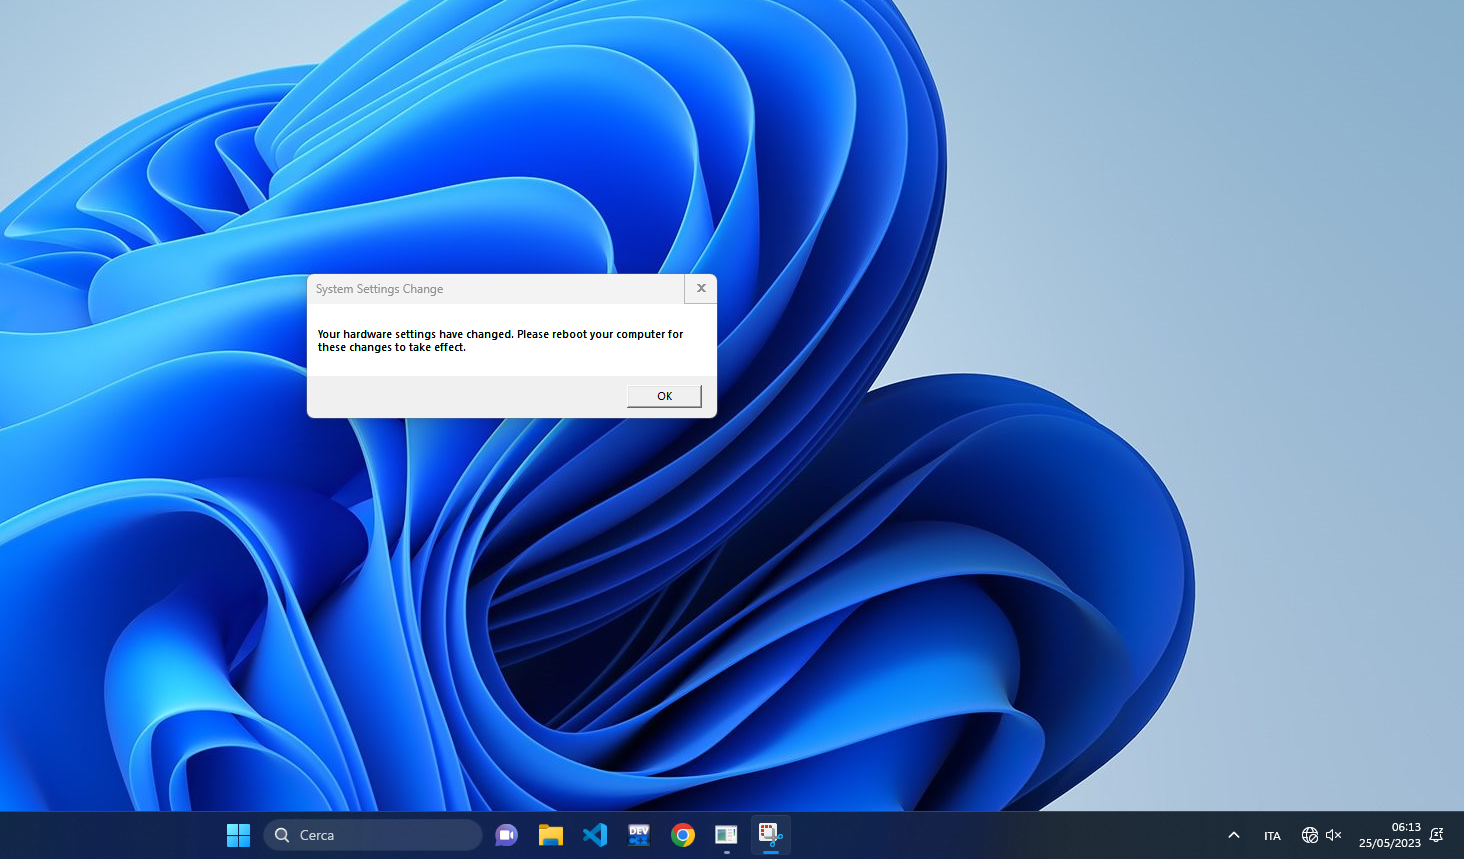 System Settings Change
X
Your hardware settings have changed. Please reboot your computer for
these changes to take effect.
OK
Cerca
DEV
C++
ITA
06:13
25/05/2023